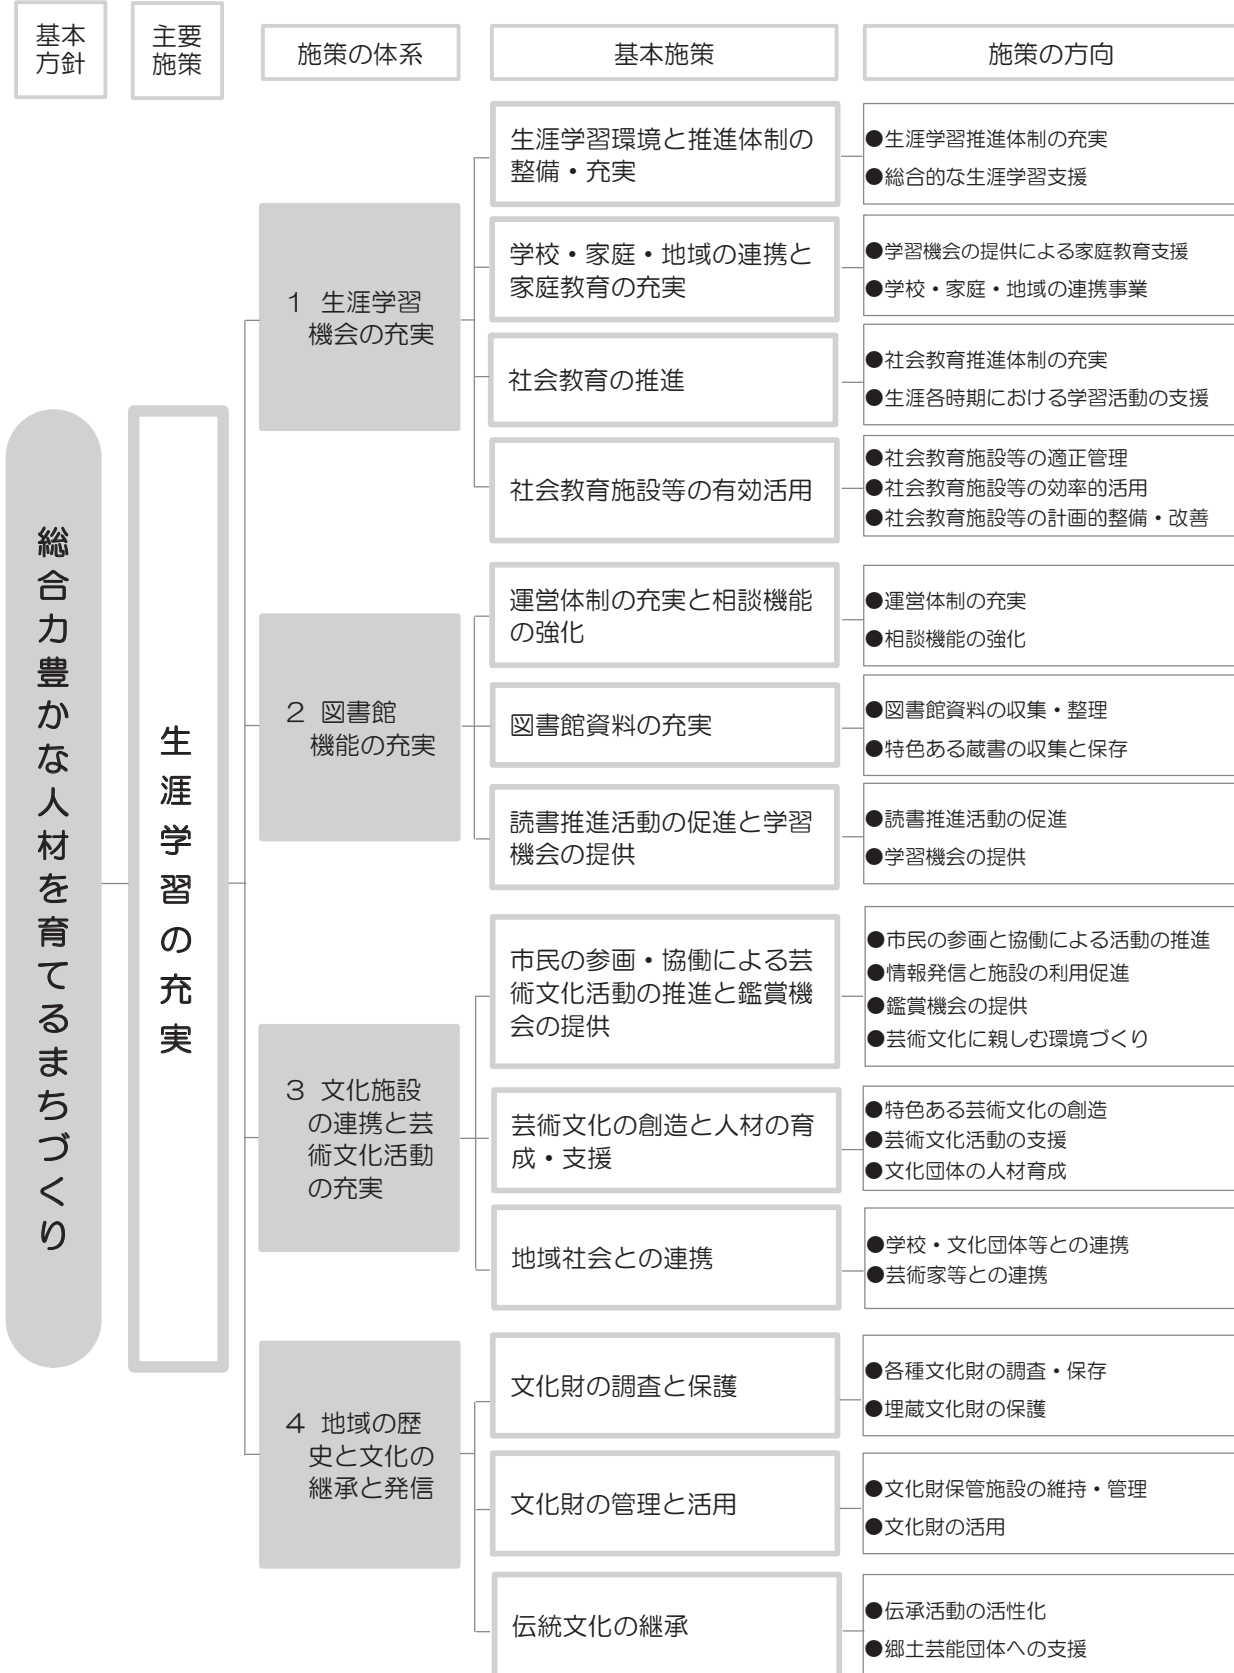 基本
方針
主要
施策
施策の体系
基本施策
施策の方向
総合力豊かな人材を育てるまちづくり
生涯学習の充実
1 生涯学習
機会の充実
生涯学習環境と推進体制の
整備・充実
●生涯学習推進体制の充実
●総合的な生涯学習支援
学校・家庭・地域の連携と
家庭教育の充実
●学習機会の提供による家庭教育支援
●学校・家庭・地域の連携事業
社会教育の推進
●社会教育推進体制の充実
●生涯各時期における学習活動の支援
社会教育施設等の有効活用
●社会教育施設等の適正管理
●社会教育施設等の効率的活用
●社会教育施設等の計画的整備・改善
2 図書館
機能の充実
運営体制の充実と相談機能
の強化
●運営体制の充実
●相談機能の強化
図書館資料の充実
●図書館資料の収集・整理
●特色ある蔵書の収集と保存
読書推進活動の促進と学習
機会の提供
●読書推進活動の促進
●学習機会の提供
3 文化施設
の連携と芸
術文化活動
の充実
市民の参画・協働による芸
術文化活動の推進と鑑賞機
会の提供
●市民の参画と協働による活動の推進
●情報発信と施設の利用促進
●鑑賞機会の提供
●芸術文化に親しむ環境づくり
芸術文化の創造と人材の育
成・支援
●特色ある芸術文化の創造
●芸術文化活動の支援
●文化団体の人材育成
地域社会との連携
●学校・文化団体等との連携
●芸術家等との連携
4 地域の歴
史と文化の
継承と発信
文化財の調査と保護
●各種文化財の調査・保存
●埋蔵文化財の保護
文化財の管理と活用
●文化財保管施設の維持・管理
●文化財の活用
伝統文化の継承
●伝承活動の活性化
●郷土芸能団体への支援